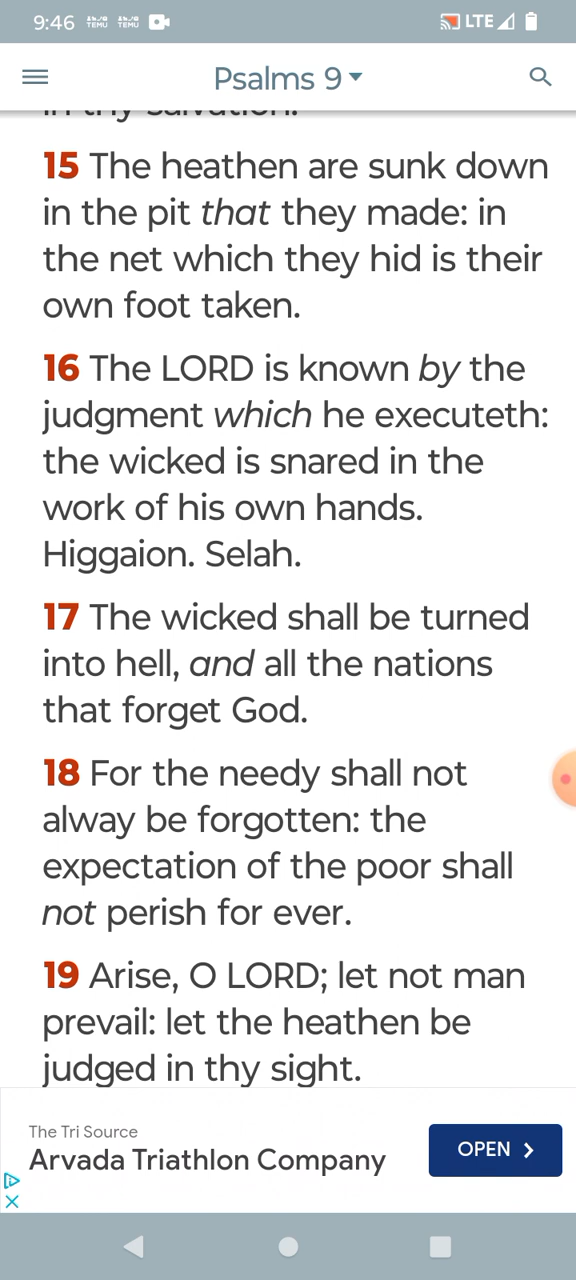 9:46 TEMU TEMU LTE
Psalms 9
in thy salvation.
15 The heathen are sunk down
in the pit that they made: in
the net which they hid is their
own foot taken.
16 The LORD is known by the
judgment which he executeth:
the wicked is snared in the
work of his own hands.
Higgaion. Selah.
17 The wicked shall be turned
into hell, and all the nations
that forget God.
18 For the needy shall not
alway be forgotten: the
expectation of the poor shall
not perish for ever.
19 Arise, O LORD; let not man
prevail: let the heathen be
judged in thy sight.
The Tri Source
Arvada Triathlon Company
OPEN